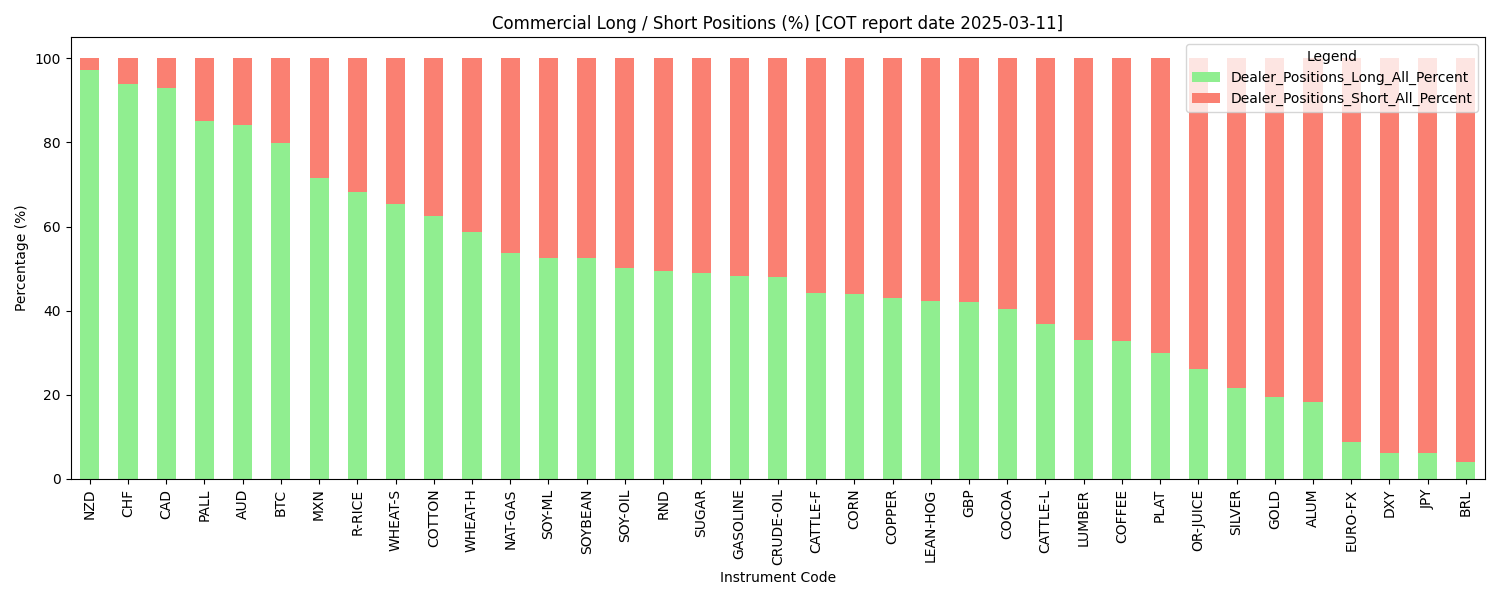 Commercial Long / Short Positions (%) [COT report date 2025-03-11]
Legend
Dealer_Positions_Long_All_Percent
Dealer_Positions_Short_All_Percent
Percentage (%)
100
80
60
40
20
0
NZD
CHF
CAD
PALL
AUD
BTC
MXN
R-RICE
WHEAT-S
COTTON
WHEAT-H
NAT-GAS
SOY-ML
SOYBEAN
SOY-OIL
RND
SUGAR
GASOLINE
CRUDE-OIL
CATTLE-F
CORN
COPPER
LEAN-HOG
GBP
COCOA
CATTLE-L
LUMBER
COFFEE
PLAT
OR-JUICE
SILVER
GOLD
ALUM
EURO-FX
DXY
JPY
BRL
Instrument Code